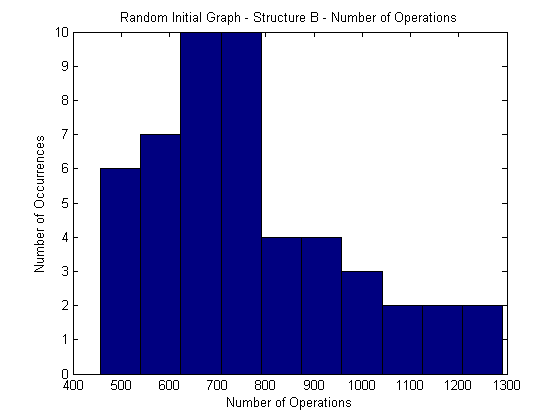 Random Initial Graph - Structure B - Number of Operations
10
9
8
7
6
5
4
3
2
1
0
Number of Occurrences
400 500 600 700 800 900 1000 1100 1200 1300
Number of Operations